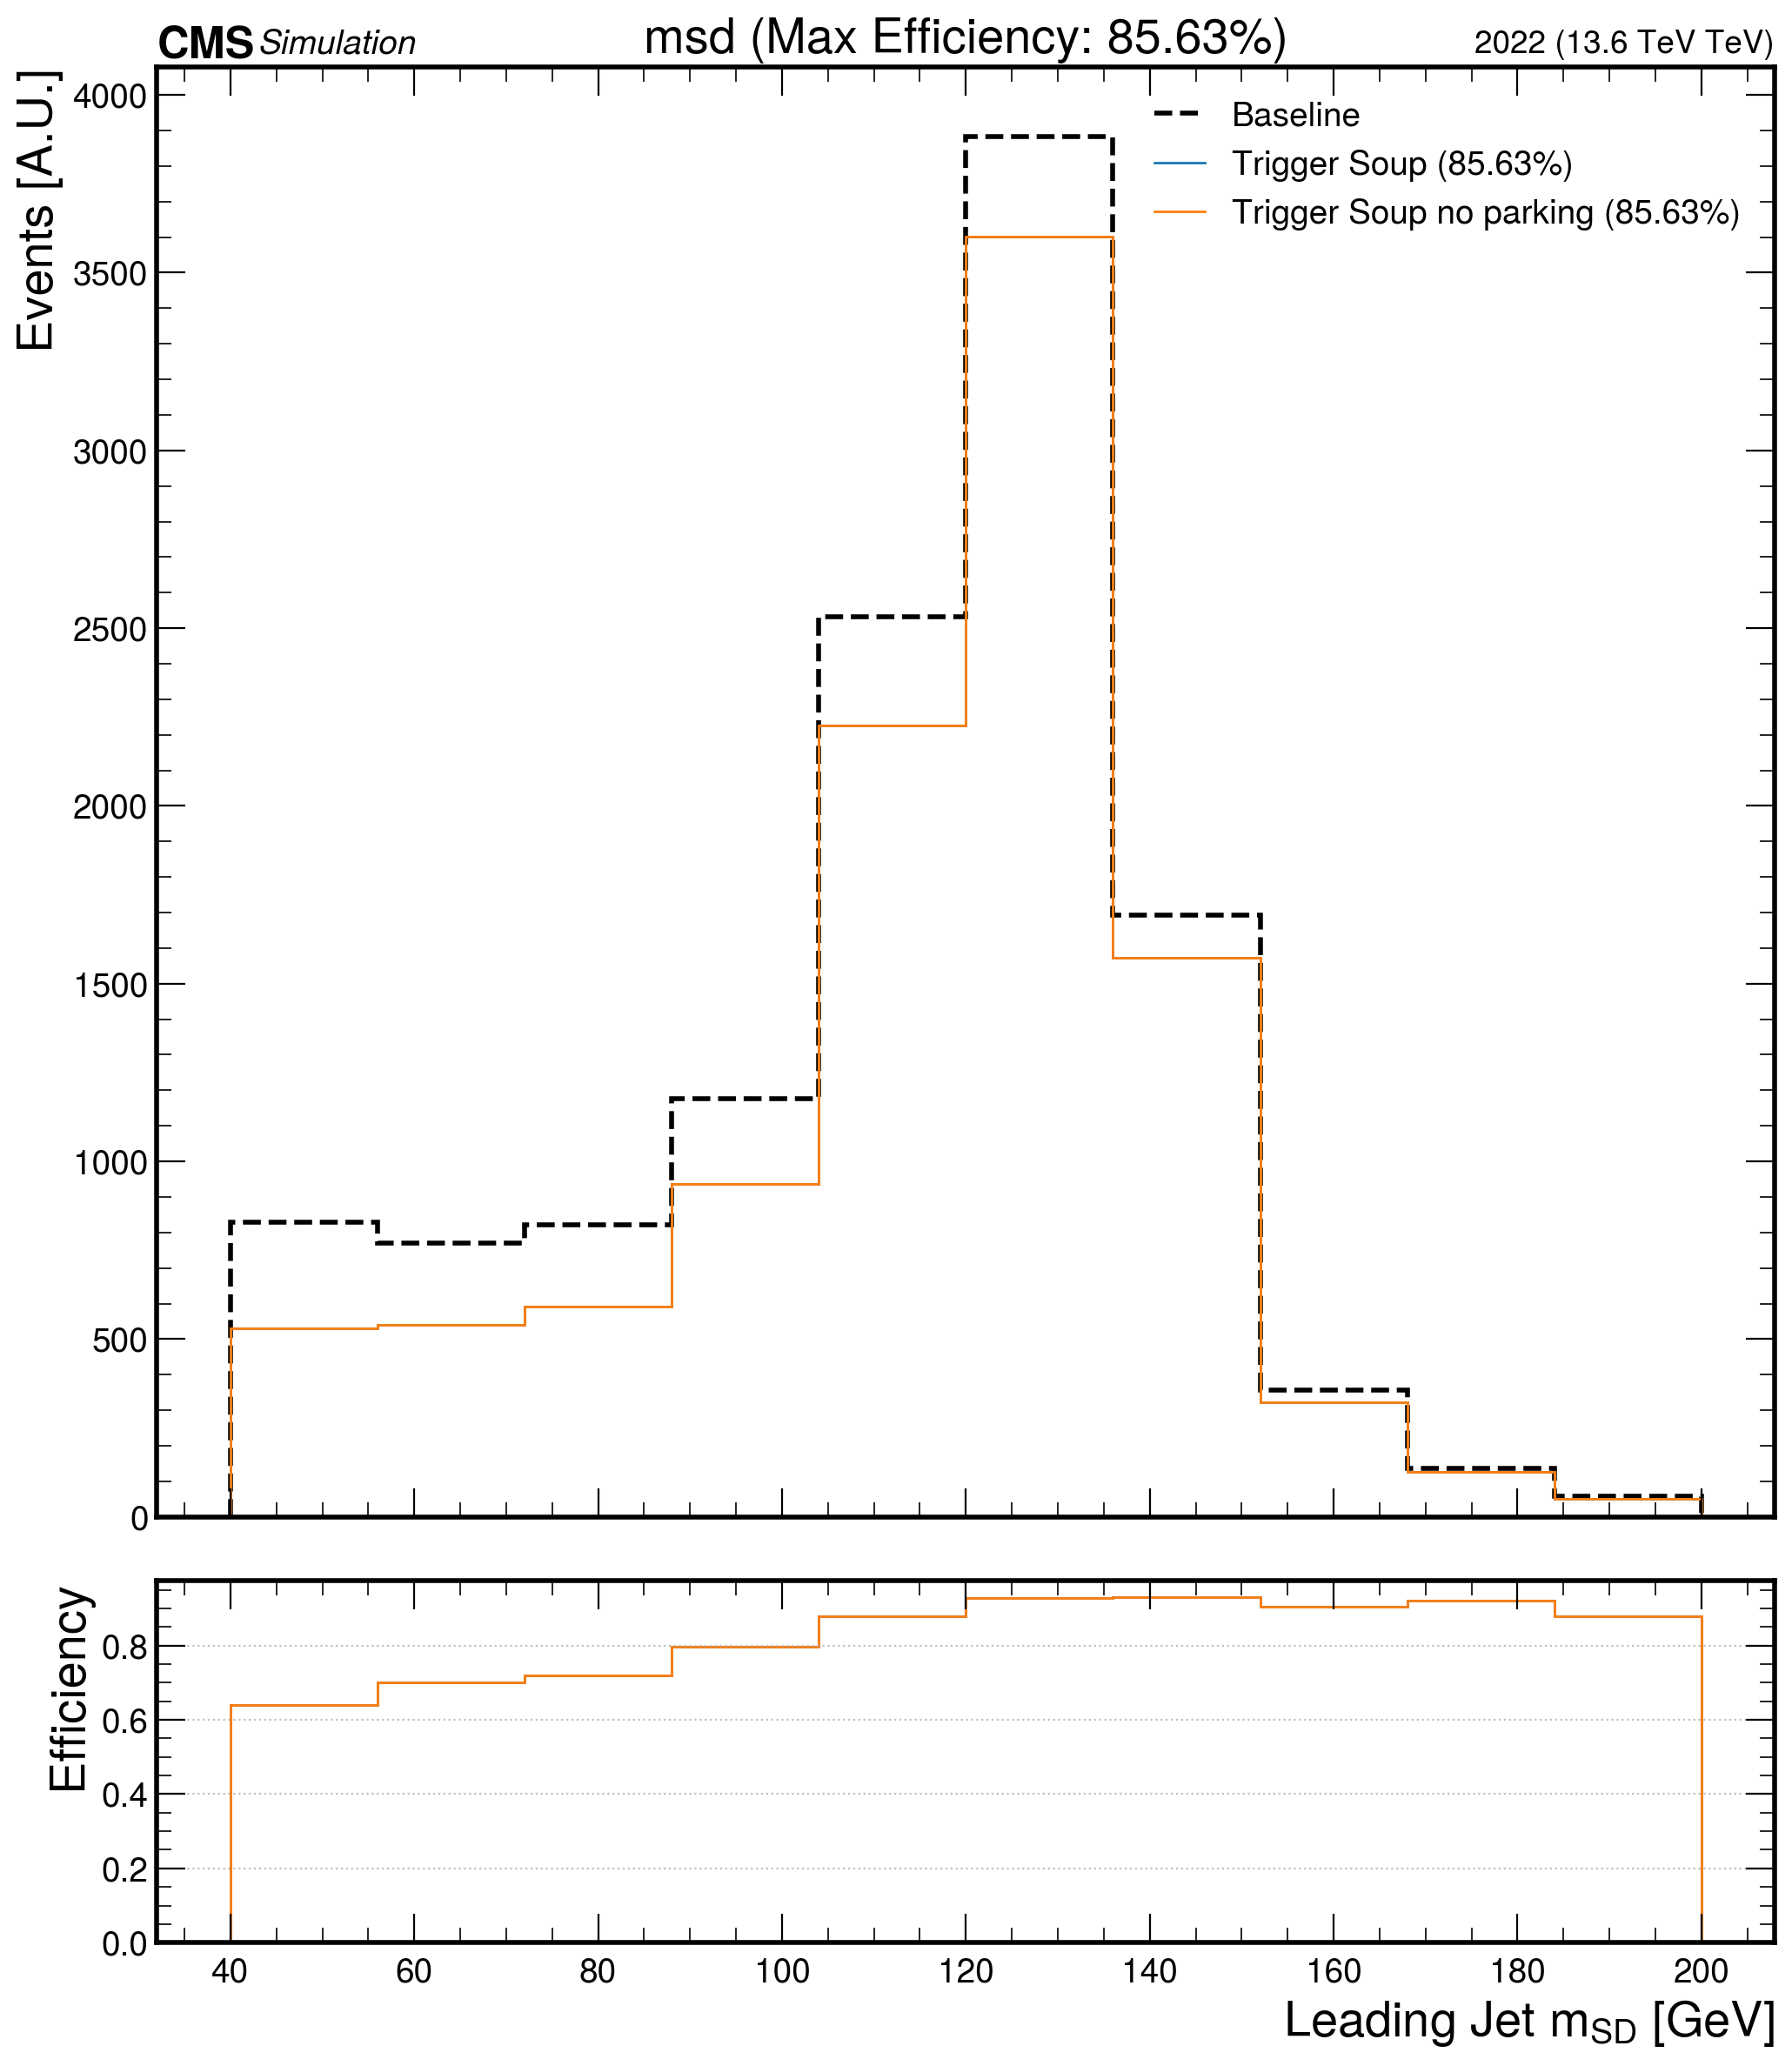 CMS Simulation msd (Max Efficiency: 85.63%) 2022 (13.6 TeV TeV)
Events [A.U.]
4000
3500
3000
2500
2000
1500
1000
500
0
Baseline
Trigger Soup (85.63%)
Trigger Soup no parking (85.63%)
Efficiency
0.8
0.6
0.4
0.2
0.0
40 60 80 100 120 140 160 180 200
Leading Jet mSD [GeV]